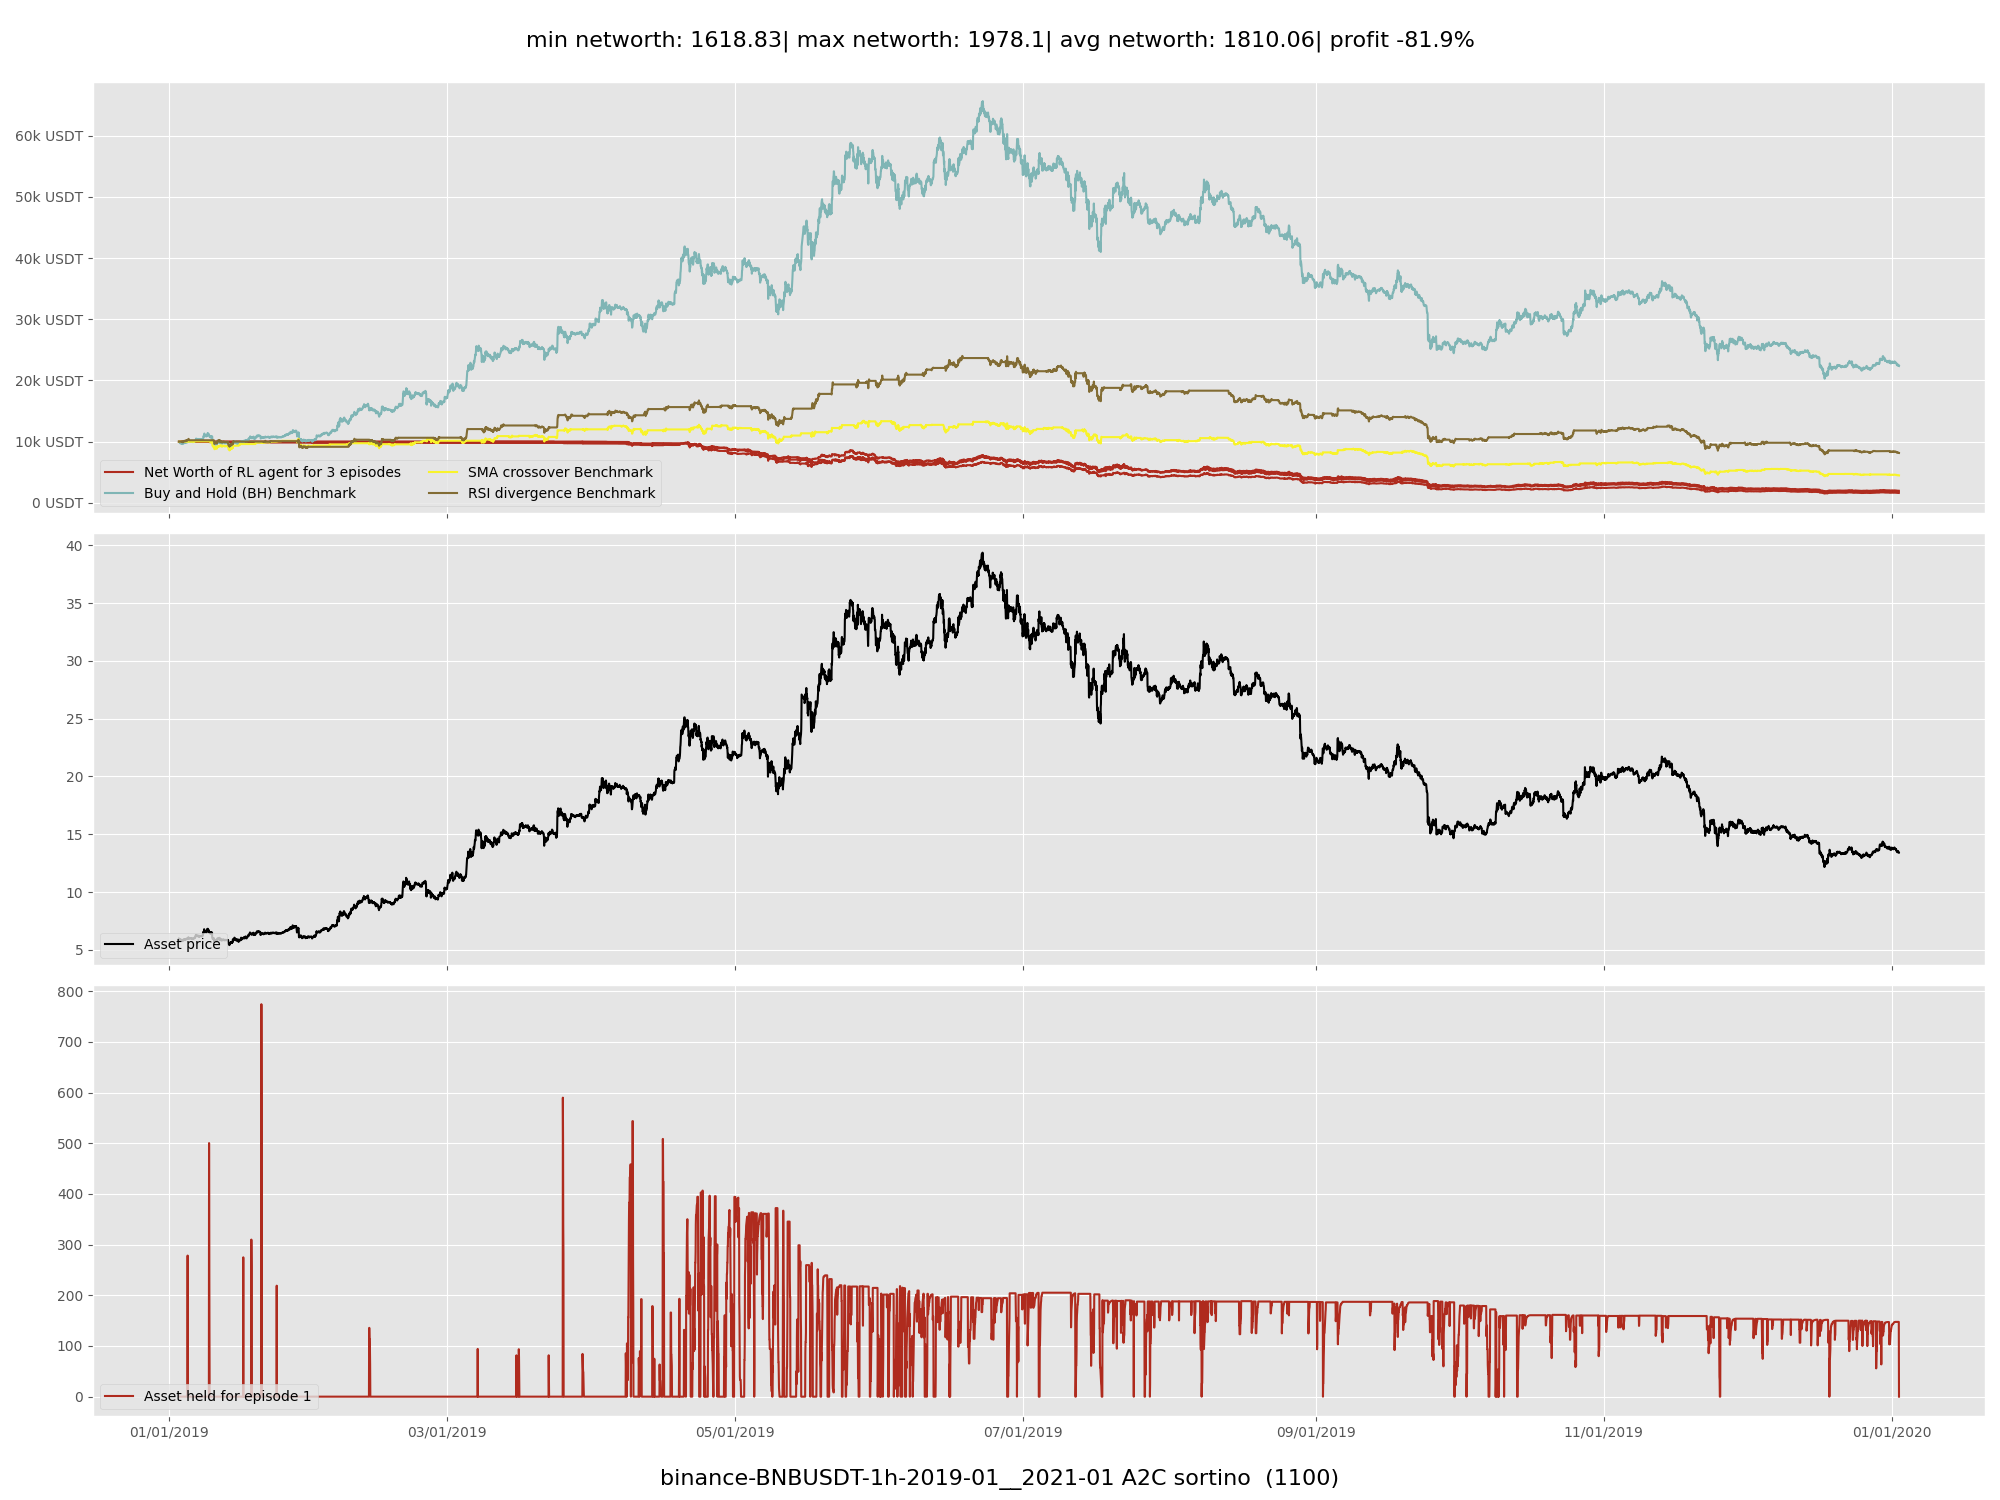 min networth: 1618.83| max networth: 1978.1| avg networth: 1810.06| profit -81.9%
60k USDT
50k USDT
40k USDT
30k USDT
20k USDT
10k USDT
0 USDT
Net Worth of RL agent for 3 episodes
Buy and Hold (BH) Benchmark
SMA crossover Benchmark
RSI divergence Benchmark
40
35
30
25
20
15
10
5
Asset price
800
700
600
500
400
300
200
100
0
Asset held for episode 1
01/01/2019
03/01/2019
05/01/2019
07/01/2019
09/01/2019
11/01/2019
01/01/2020
binance-BNBUSDT-1h-2019-01__2021-01 A2C sortino  (1100)